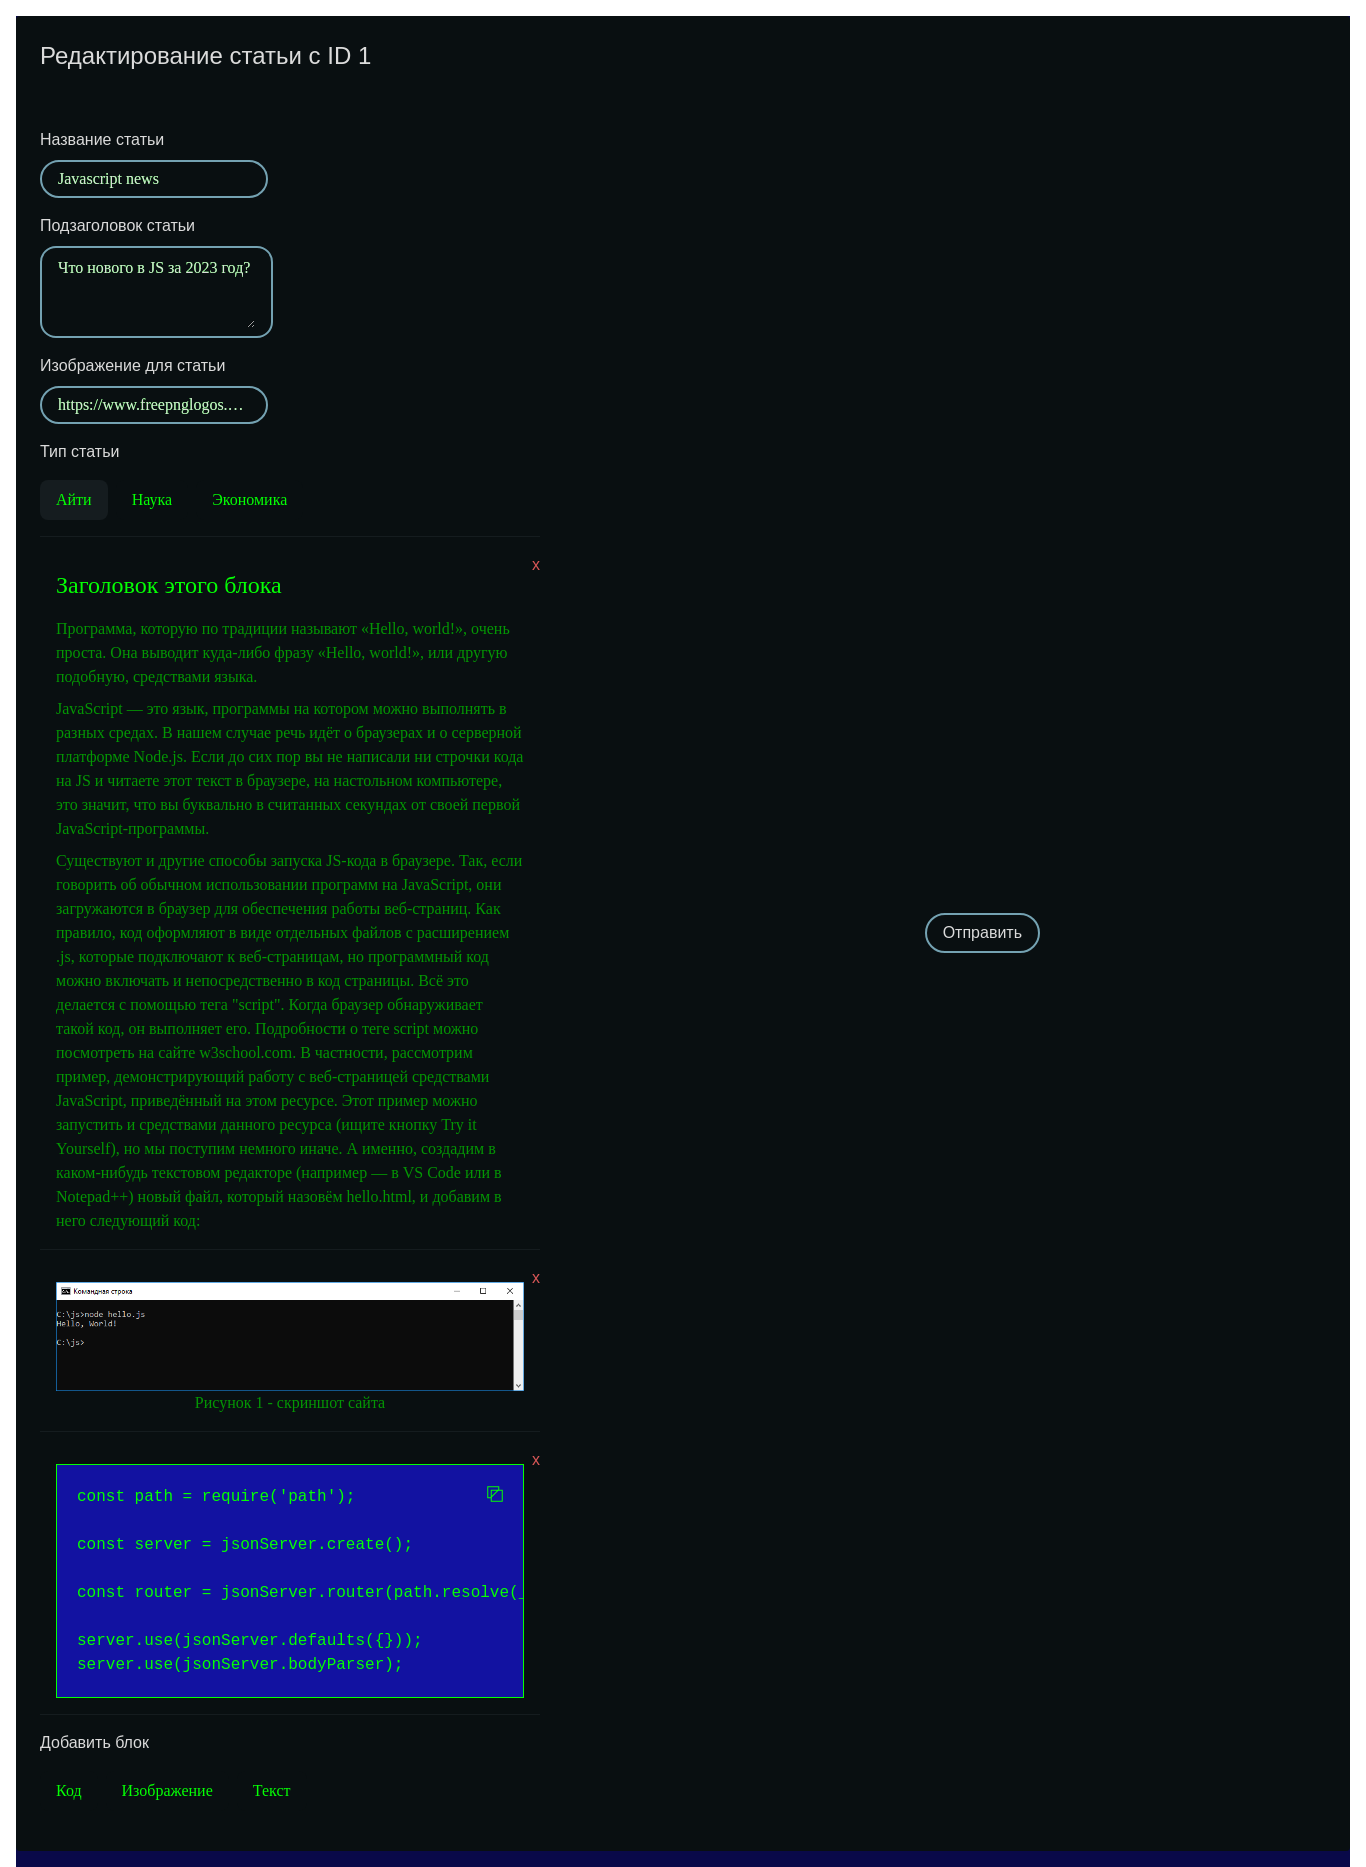 Редактирование статьи с ID 1
Название статьи
Javascript news
Подзаголовок статьи
Что нового в JS за 2023 год?
Изображение для статьи
https://www.freepnglogos.…
Тип статьи
Айти Наука Экономика
x
Заголовок этого блока
Программа, которую по традиции называют «Hello, world!», очень
проста. Она выводит куда-либо фразу «Hello, world!», или другую
подобную, средствами языка.
JavaScript — это язык, программы на котором можно выполнять в
разных средах. В нашем случае речь идёт о браузерах и о серверной
платформе Node.js. Если до сих пор вы не написали ни строчки кода
на JS и читаете этот текст в браузере, на настольном компьютере,
это значит, что вы буквально в считанных секундах от своей первой
JavaScript-программы.
Существуют и другие способы запуска JS-кода в браузере. Так, если
говорить об обычном использовании программ на JavaScript, они
загружаются в браузер для обеспечения работы веб-страниц. Как
правило, код оформляют в виде отдельных файлов с расширением
.js, которые подключают к веб-страницам, но программный код
можно включать и непосредственно в код страницы. Всё это
делается с помощью тега "script". Когда браузер обнаруживает
такой код, он выполняет его. Подробности о теге script можно
посмотреть на сайте w3school.com. В частности, рассмотрим
пример, демонстрирующий работу с веб-страницей средствами
JavaScript, приведённый на этом ресурсе. Этот пример можно
запустить и средствами данного ресурса (ищите кнопку Try it
Yourself), но мы поступим немного иначе. А именно, создадим в
каком-нибудь текстовом редакторе (например — в VS Code или в
Notepad++) новый файл, который назовём hello.html, и добавим в
него следующий код:
Отправить
x
Командная строка
C:\js>node hello.js
Hello, World!
C:\js>
Рисунок 1 - скриншот сайта
x
const path = require('path');
const server = jsonServer.create();
const router = jsonServer.router(path.resolve(_
server.use(jsonServer.defaults({}));
server.use(jsonServer.bodyParser);
Добавить блок
Код Изображение Текст